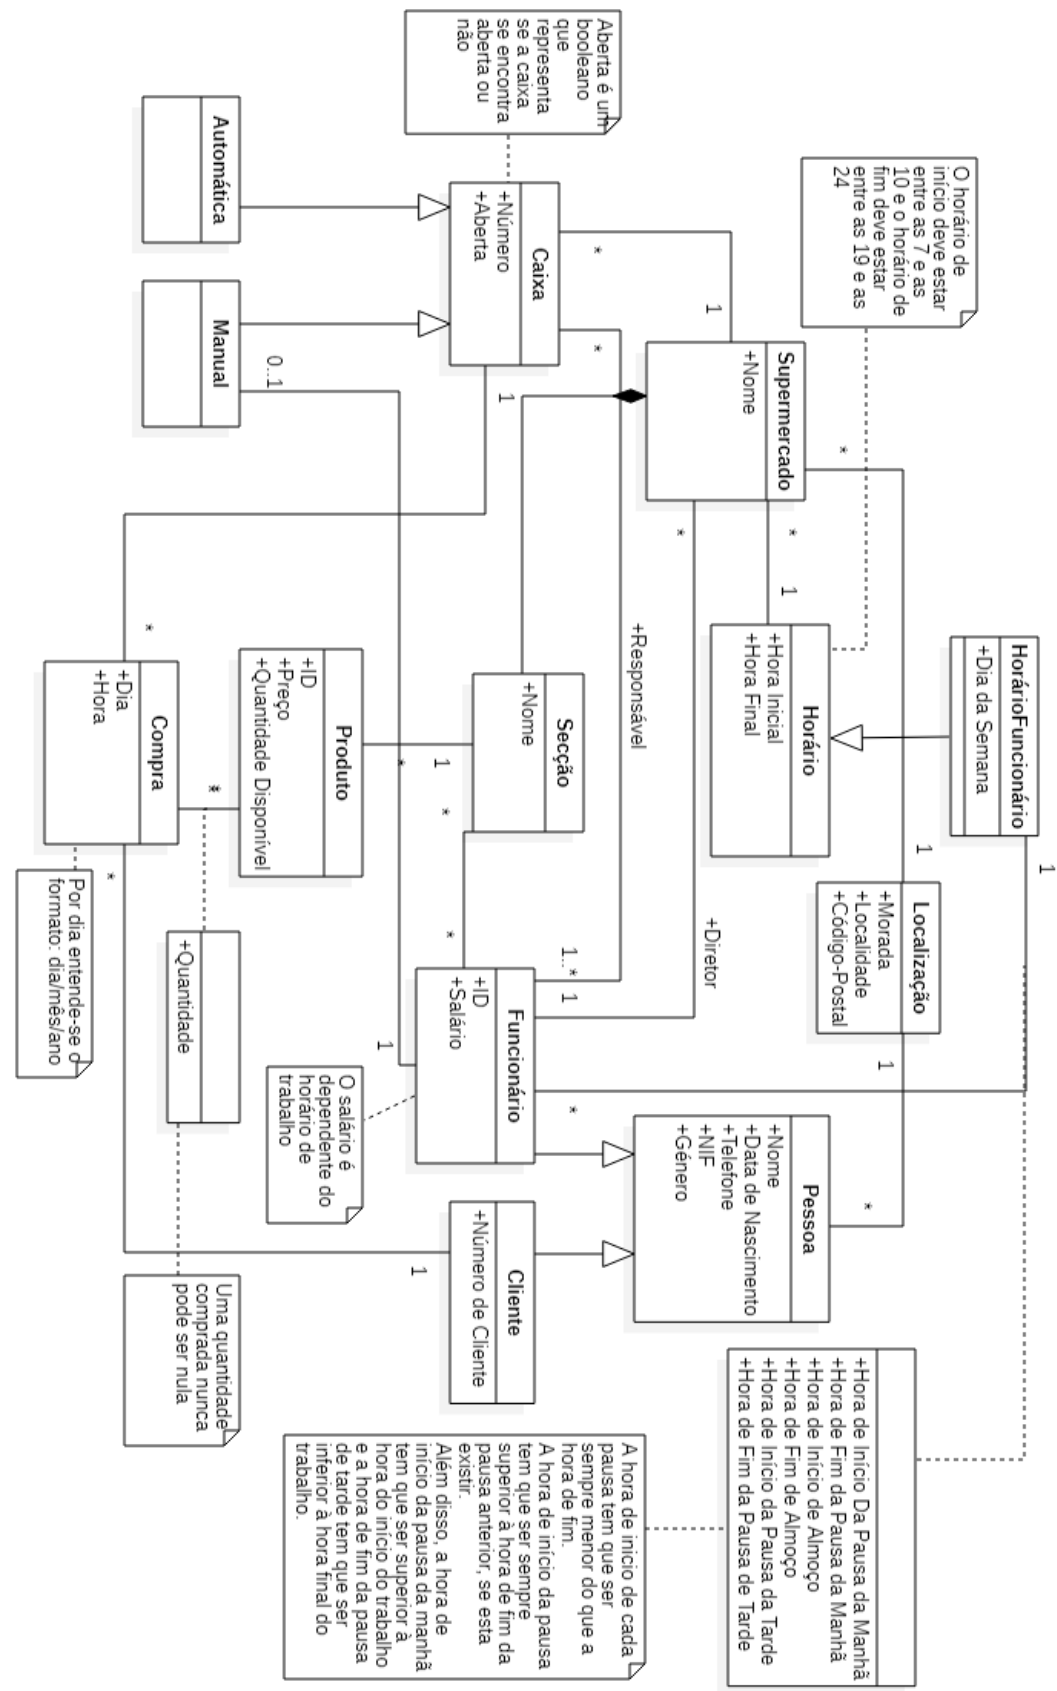 Aberta é um
booleano
que
representa
se a caixa
se encontra
aberta ou
não
O horário de
início deve estar
entre as 7 e as
10 e o horário de
fim deve estar
entre as 19 e as
24
Automática
Manual
0..1
Caixa
+Número
+Aberta
*
1
*
1
Supermercado
+Nome
*
*
*
1
HorárioFuncionário
+Dia da Semana
1
Horário
+Hora Inicial
+Hora Final
+Responsável
+Diretor
Localização
+Morada
+Localidade
+Código-Postal
1
1
Secção
+Nome
1
*
*
Produto
+ID
+Preço
+Quantidade Disponível
*
Compra
+Dia
+Hora
*
*
*
Por dia entende-se o
formato: dia/mês/ano
+Quantidade
Uma quantidade
comprada nunca
pode ser nula
Funcionário
+ID
+Salário
1..*
1
1
*
O salário é
dependente do
horário de
trabalho
Pessoa
+Nome
+Data de Nascimento
+Telefone
+NIF
+Género
*
Cliente
+Número de Cliente
1
+Hora de Início Da Pausa da Manhã
+Hora de Fim da Pausa da Manhã
+Hora de Início de Almoço
+Hora de Fim de Almoço
+Hora de Início da Pausa da Tarde
+Hora de Fim da Pausa de Tarde
A hora de inicio de cada
pausa tem que ser
sempre menor do que a
hora de fim.
A hora de início da pausa
tem que ser sempre
superior à hora de fim da
pausa anterior, se esta
existir.
Além disso, a hora de
início da pausa da manhã
tem que ser superior à
hora do início do trabalho
e a hora de fim da pausa
de tarde tem que ser
inferior à hora final do
trabalho.